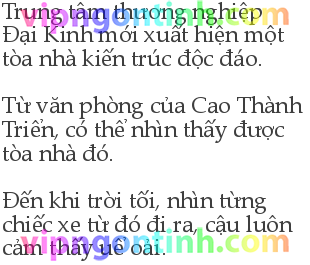 Trung tâm thương nghiệp
Đại Kinh mới xuất hiện một
tòa nhà kiến trúc độc đáo.
Từ văn phòng của Cao Thành
Triển, có thể nhìn thấy được
tòa nhà đó.
Đến khi trời tối, nhìn từng
chiếc xe từ đó đi ra, cậu luôn
cảm thấy uể oải.
vipngontinh.com
vipngontinh.com